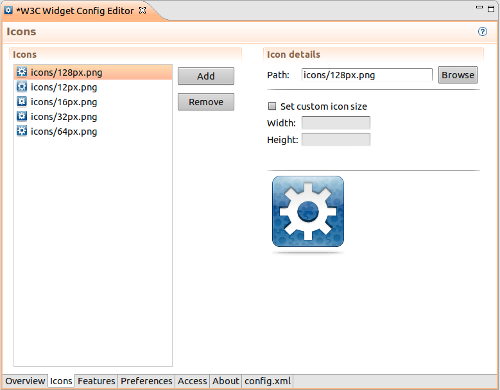 *W3C Widget Config Editor
Icons
Icons
icons/128px.png
icons/12px.png
icons/16px.png
icons/32px.png
icons/64px.png
Add
Remove
Icon details
Path: icons/128px.png Browse
Set custom icon size
Width:
Height:
Overview Icons Features Preferences Access About config.xml